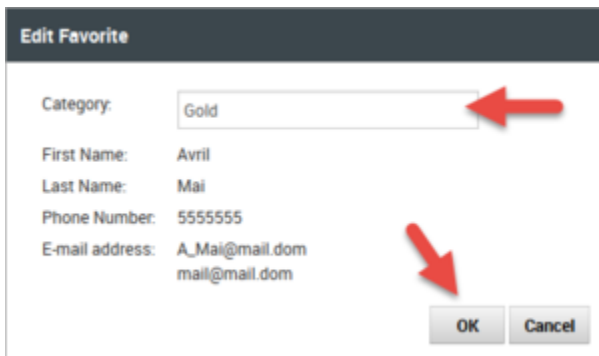 Edit Favorite
Category: Gold
First Name: Avril
Last Name: Mai
Phone Number: 5555555
E-mail address: A_Mai@mail.dom
mail@mail.dom
OK Cancel